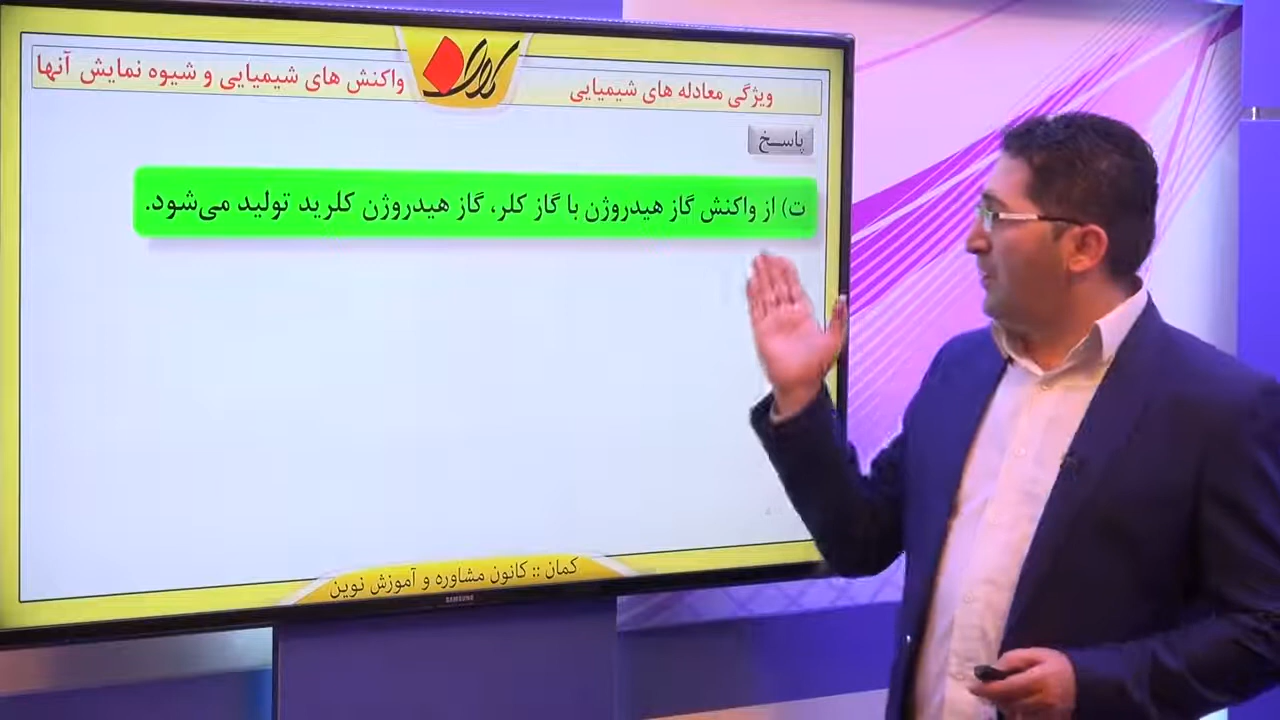 ویژگی معادله های شیمیایی
واکنش های شیمیایی و شیوه نمایش آنها
پاسـخ
ت) از واکنش گاز هیدروژن با گاز کلر، گاز هیدروژن کلرید تولید می‌شود.
کمان :: کانون مشاوره و آموزش نوین
SAMSUNG